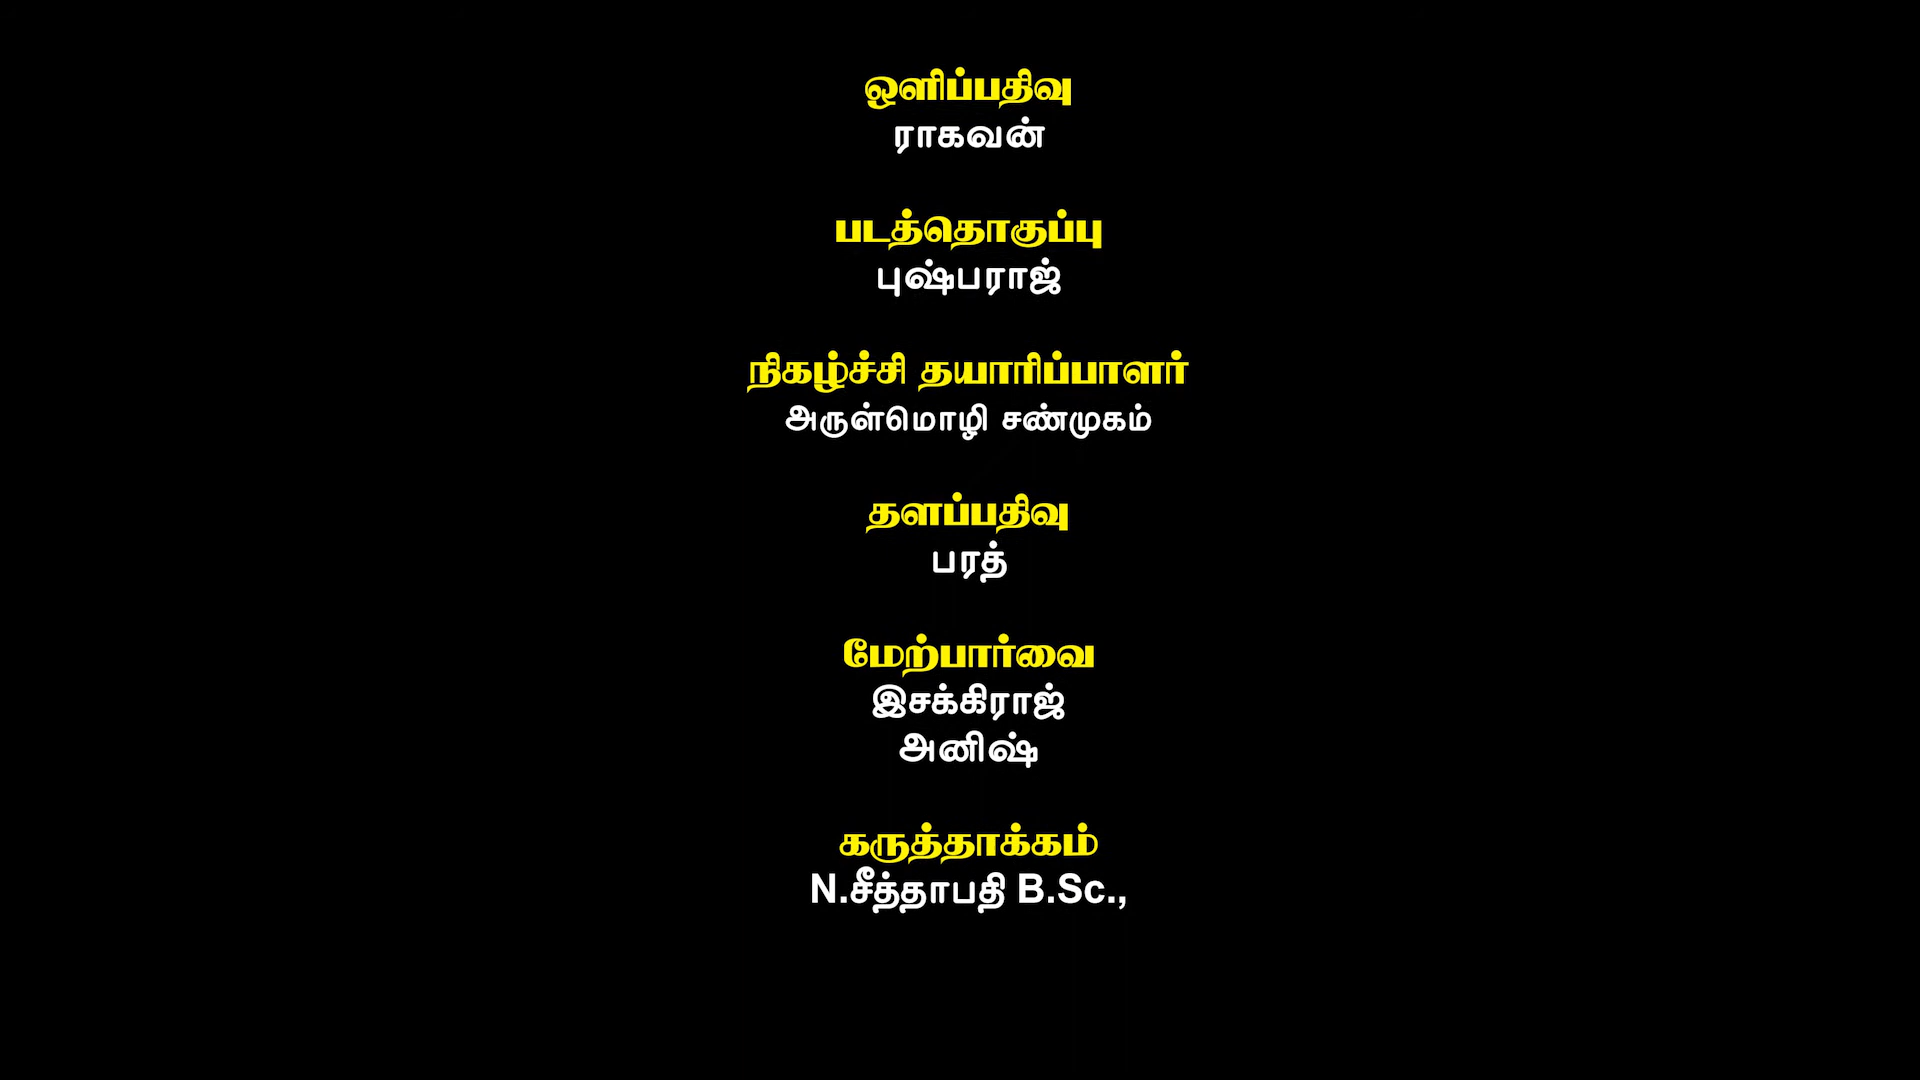 ஒளிப்பதிவு
ராகவன்
படத்தொகுப்பு
புஷ்பராஜ்
நிகழ்ச்சி தயாரிப்பாளர்
அருள்மொழி சண்முகம்
தளப்பதிவு
பரத்
மேற்பார்வை
இசக்கிராஜ்
அனிஷ்
கருத்தாக்கம்
N.சீத்தாபதி B.Sc.,